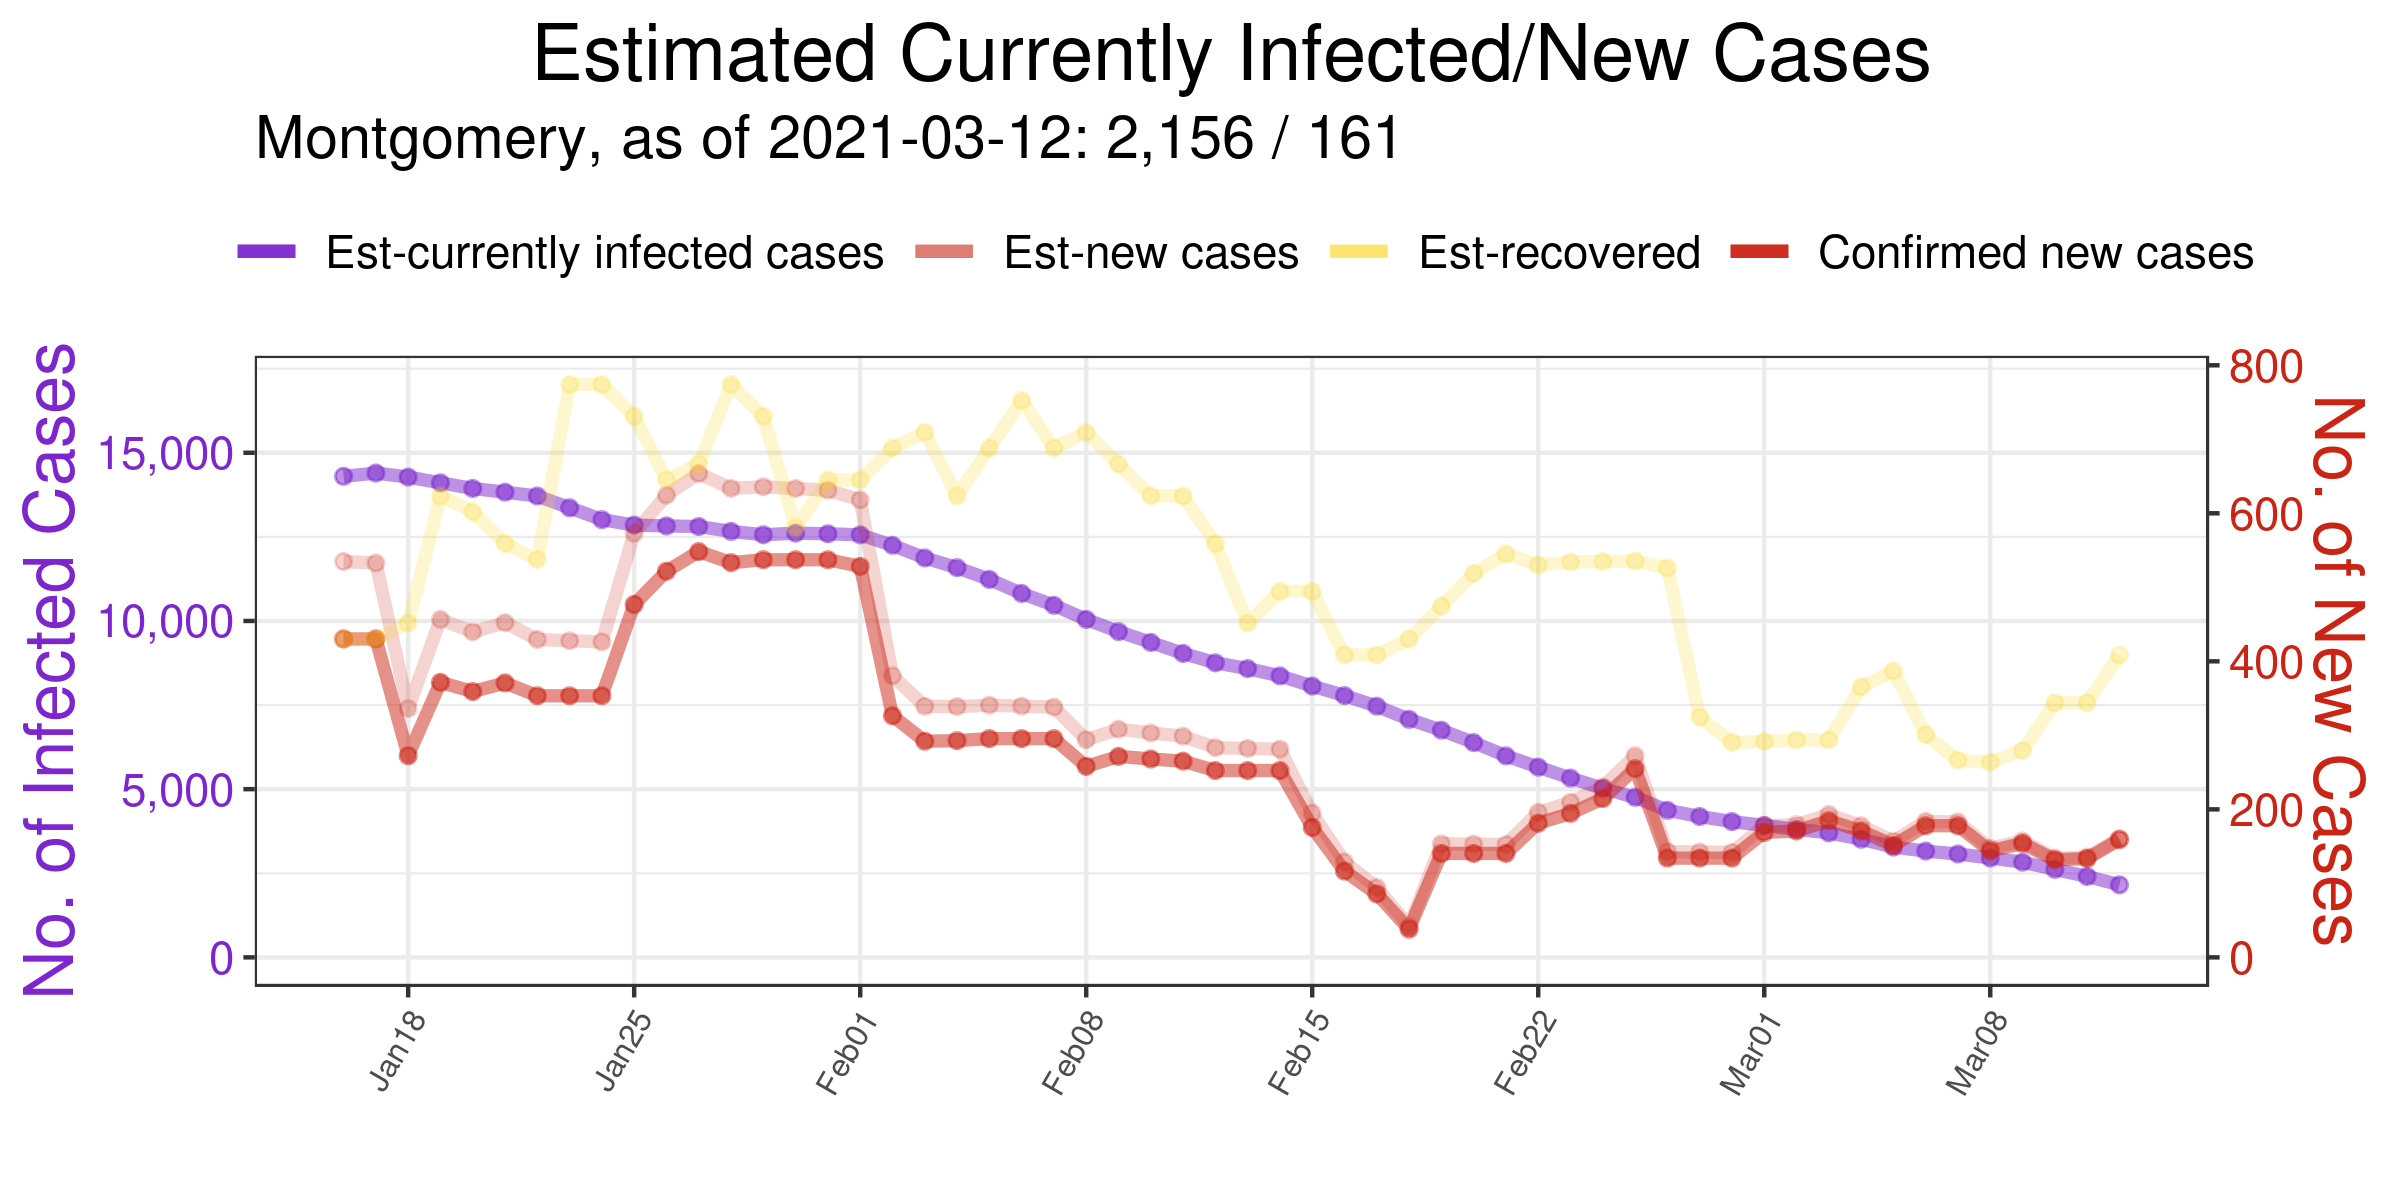 Estimated Currently Infected/New Cases
Montgomery, as of 2021-03-12: 2,156 / 161
Est-currently infected cases Est-new cases Est-recovered Confirmed new cases
No. of Infected Cases
15,000
10,000
5,000
0
800
600
400
200
0
No. of New Cases
Jan18 Jan25 Feb01 Feb08 Feb15 Feb22 Mar01 Mar08